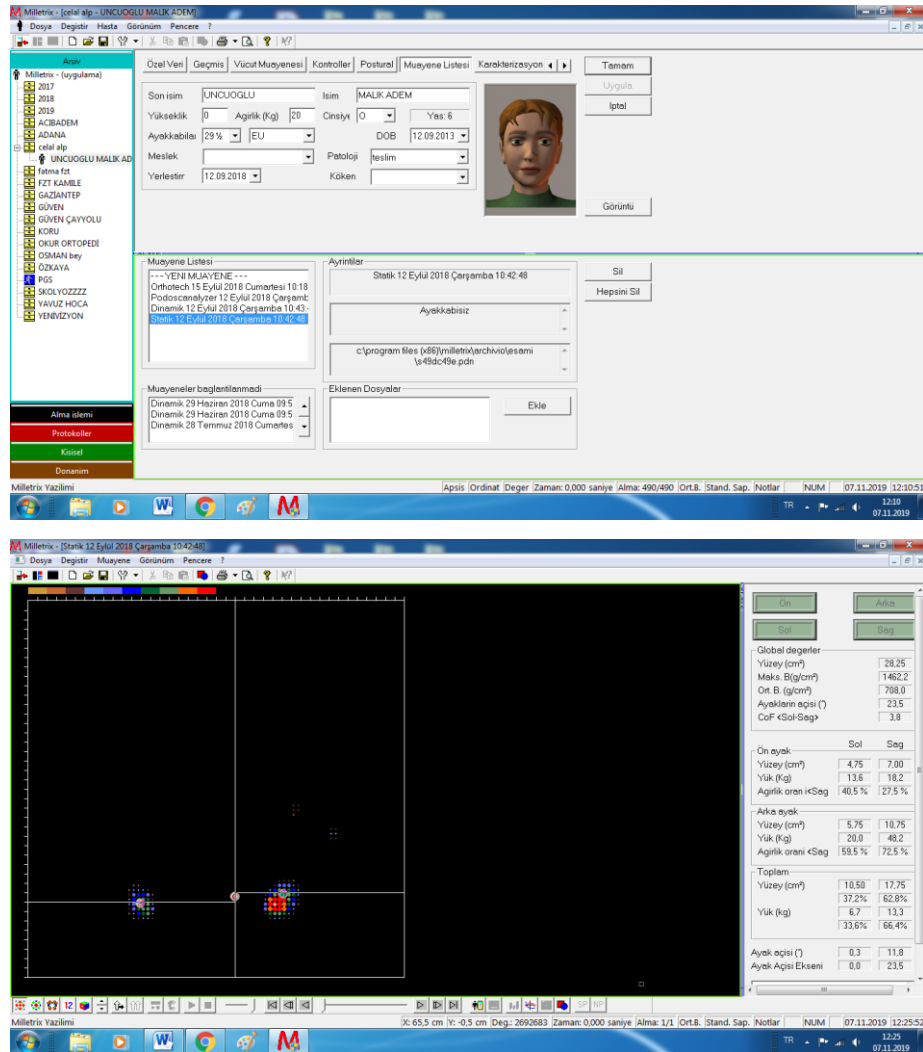 Milletrix - [celal alp - UNCUOGLU MALIK ADEM]
Dosya Degistir Hasta Görünüm Pencere ?
Arsiv
Milletrix - (uygulama)
2017
2018
2019
ACIBADEM
ADANA
celal alp
UNCUOGLU MALIK AD
fatma fzt
FZT KAMILE
GAZİANTEP
GÜVEN
GÜVEN ÇAYYOLU
KORU
OKUR ORTOPEDİ
OSMAN bey
ÖZKAYA
PGS
SKOLYOZZZZ
YAVUZ HOCA
YENİVİZYON
Alma islemi
Protokoller
Kisisel
Donanim
Özel Veri Geçmis Vücut Muayenesi Kontroller Postural Muayene Listesi Karakterizasyon
Son isim UNCUOGLU Isim MALIK ADEM
Yükseklik 0 Agirlik (Kg) 20 Cinsiye O Yas: 6
Ayakkabilar 29 ½ EU DOB 12.09.2013
Meslek Patoloji teslim
Yerlestirr 12.09.2018 Köken
Tamam
Uygula
Iptal
Görüntü
Muayene Listesi
---YENI MUAYENE---
Orthotech 15 Eylül 2018 Cumartesi 10:18
Podoscanalyzer 12 Eylül 2018 Çarşamb
Dinamik 12 Eylül 2018 Çarşamba 10:43:
Statik 12 Eylül 2018 Çarşamba 10:42:48
Ayrintilar
Statik 12 Eylül 2018 Çarşamba 10:42:48
Ayakkabisiz
c:\program files (x86)\milletrix\archivio\esami
\s49dc49e.pdn
Sil
Hepsini Sil
Muayeneler baglantilanmadi
Dinamik 29 Haziran 2018 Cuma 09:5
Dinamik 29 Haziran 2018 Cuma 09:5
Dinamik 28 Temmuz 2018 Cumartes
Eklenen Dosyalar
Ekle
Milletrix Yazilimi Apsis Ordinat Deger Zaman: 0,000 saniye Alma: 490/490 Ort.B. Stand. Sap. Notlar NUM 07.11.2019 12:10:51
TR 12:10
07.11.2019
Milletrix - [Statik 12 Eylül 2018 Çarşamba 10:42:48]
Dosya Degistir Muayene Görünüm Pencere ?
Ön Arka
Sol Sag
Global degerler
Yüzey (cm²) 28,25
Maks. B(g/cm²) 1462,2
Ort. B. (g/cm²) 708,0
Ayaklarin açisi (°) 23,5
CoF <Sol-Sag> 3,8
Ön ayak Sol Sag
Yüzey (cm²) 4,75 7,00
Yük (Kg) 13,6 18,2
Agirlik oran i<Sag 40,5 % 27,5 %
Arka ayak
Yüzey (cm²) 5,75 10,75
Yük (Kg) 20,0 48,2
Agirlik orani <Sag 59,5 % 72,5 %
Toplam
Yüzey (cm²) 10,50 17,75
37,2% 62,8%
Yük (kg) 6,7 13,3
33,6% 66,4%
Ayak açisi (°) 0,3 11,8
Ayak Açisi Ekseni 0,0 23,5
12 SP NP
Milletrix Yazilimi X: 65,5 cm Y: -0,5 cm Deg.: 2692683 Zaman: 0,000 saniye Alma: 1/1 Ort.B. Stand. Sap. Notlar NUM 07.11.2019 12:25:52
TR 12:25
07.11.2019